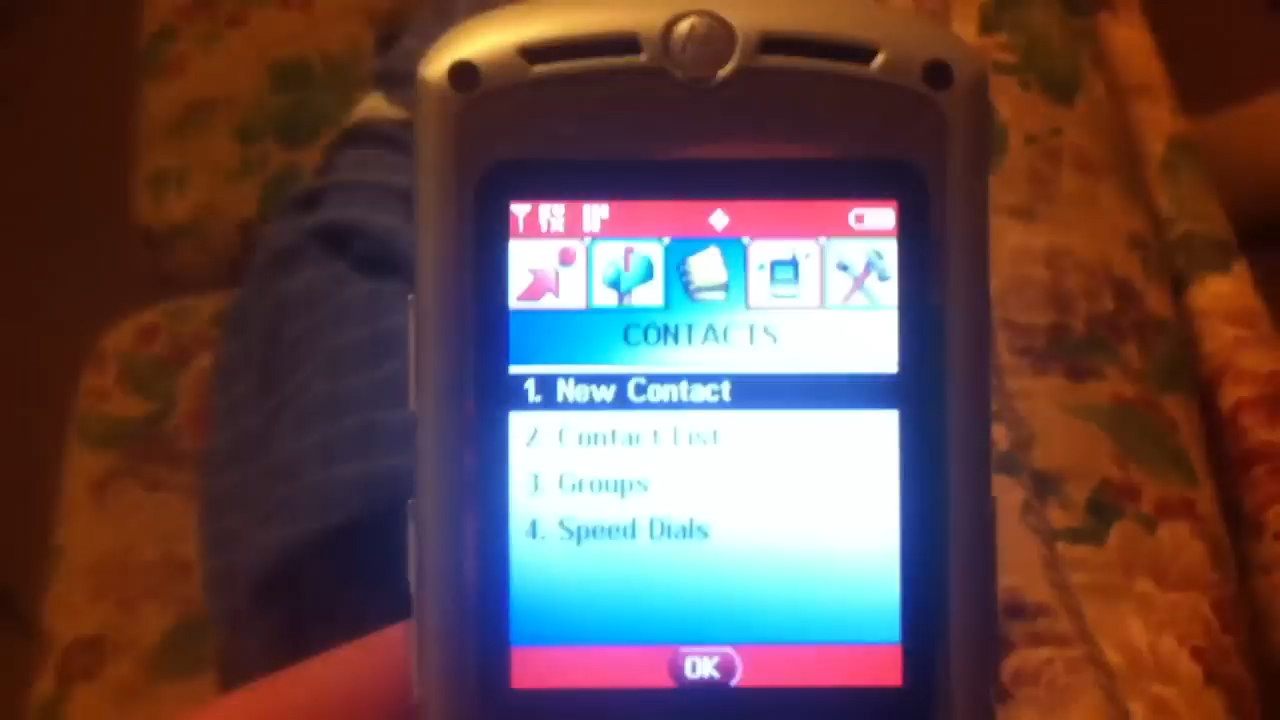 CONTACTS
1. New Contact
2. Contact List
3. Groups
4. Speed Dials
OK